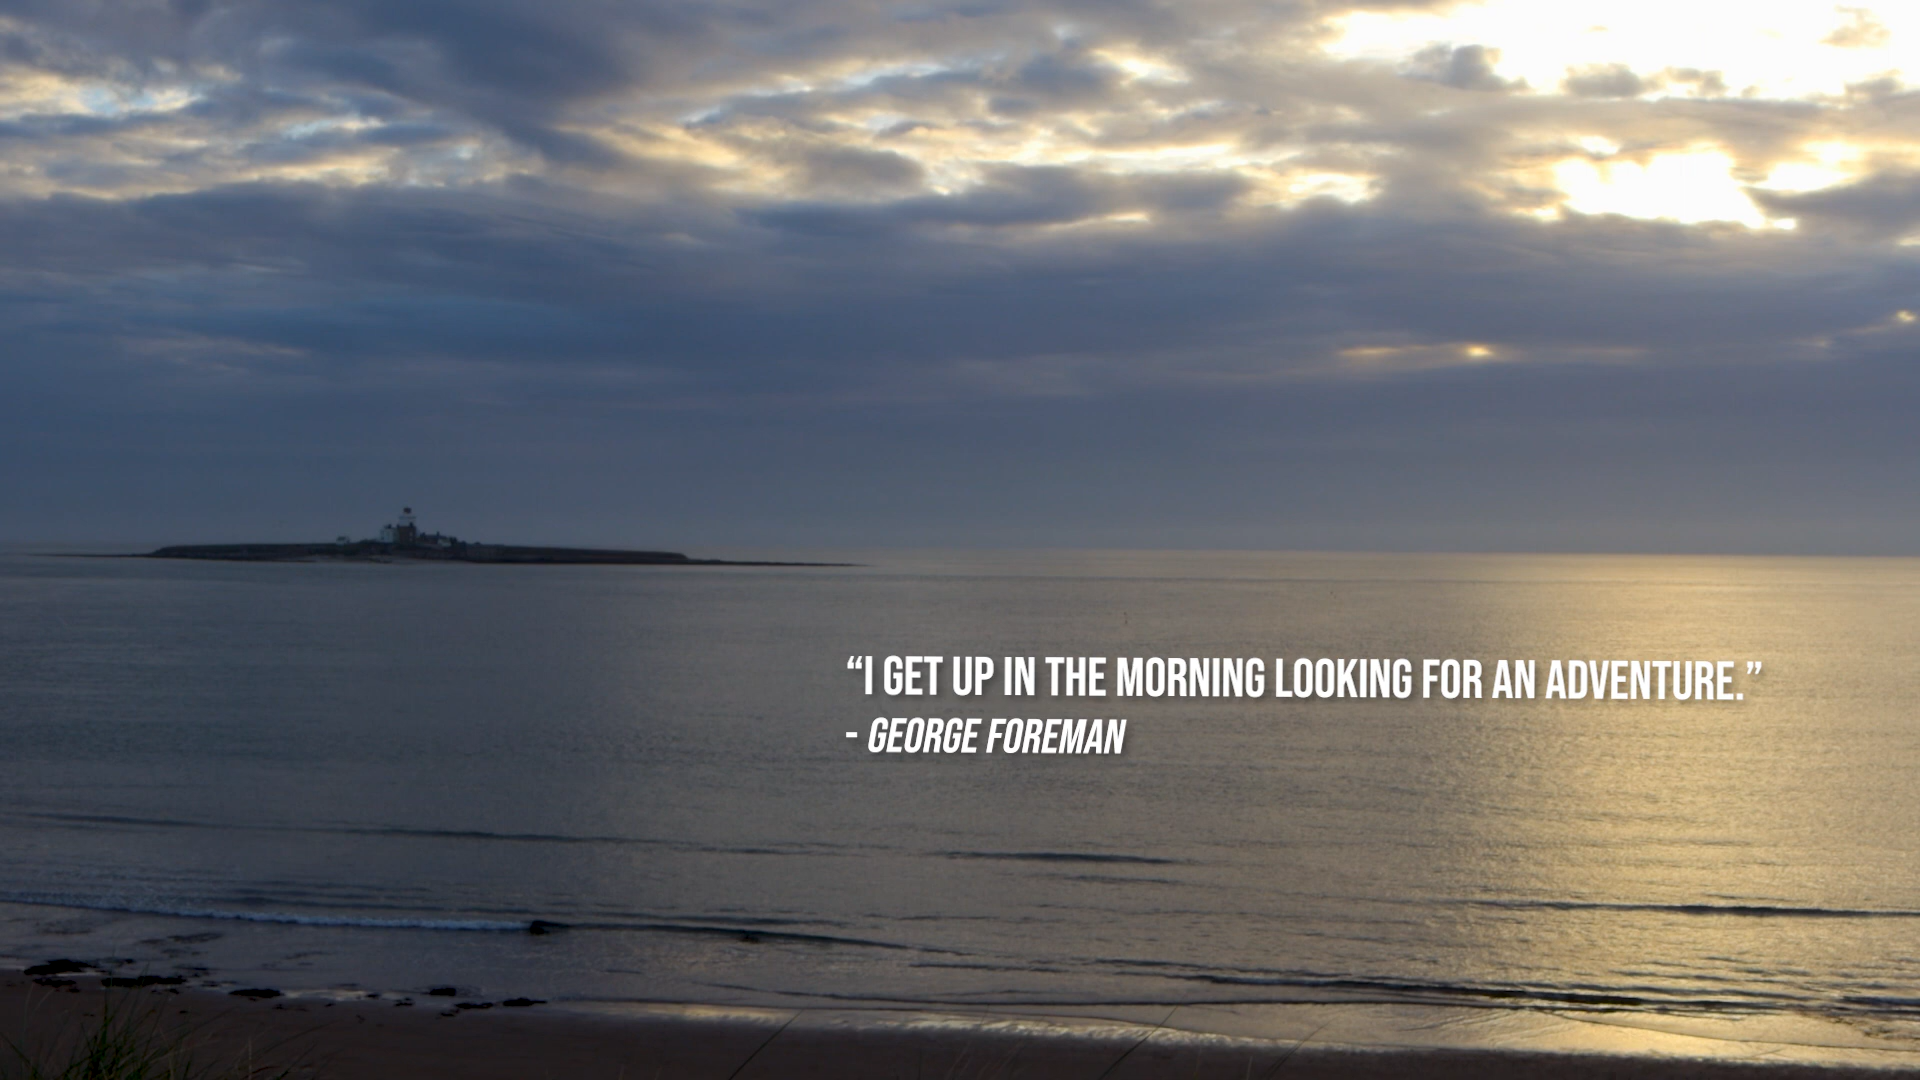 “I GET UP IN THE MORNING LOOKING FOR AN ADVENTURE.”
- GEORGE FOREMAN